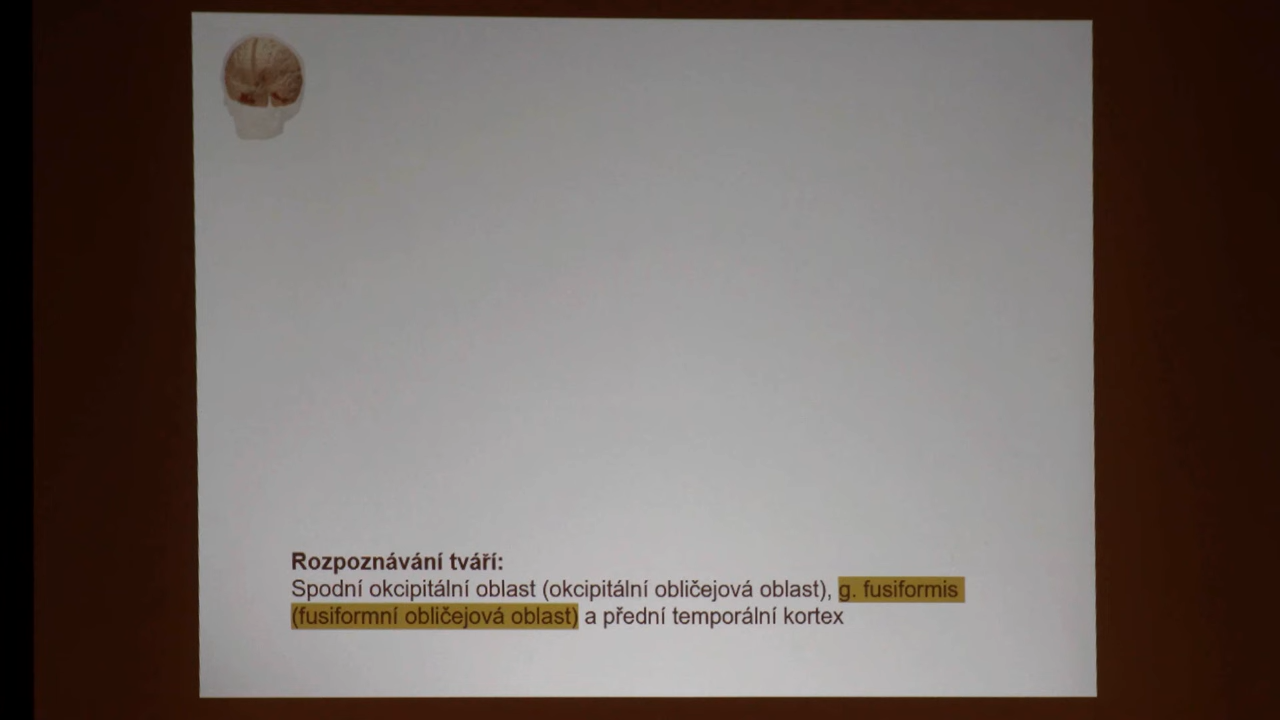 Rozpoznávání tváří:
Spodní okcipitální oblast (okcipitální obličejová oblast), g. fusiformis
(fusiformní obličejová oblast) a přední temporální kortex